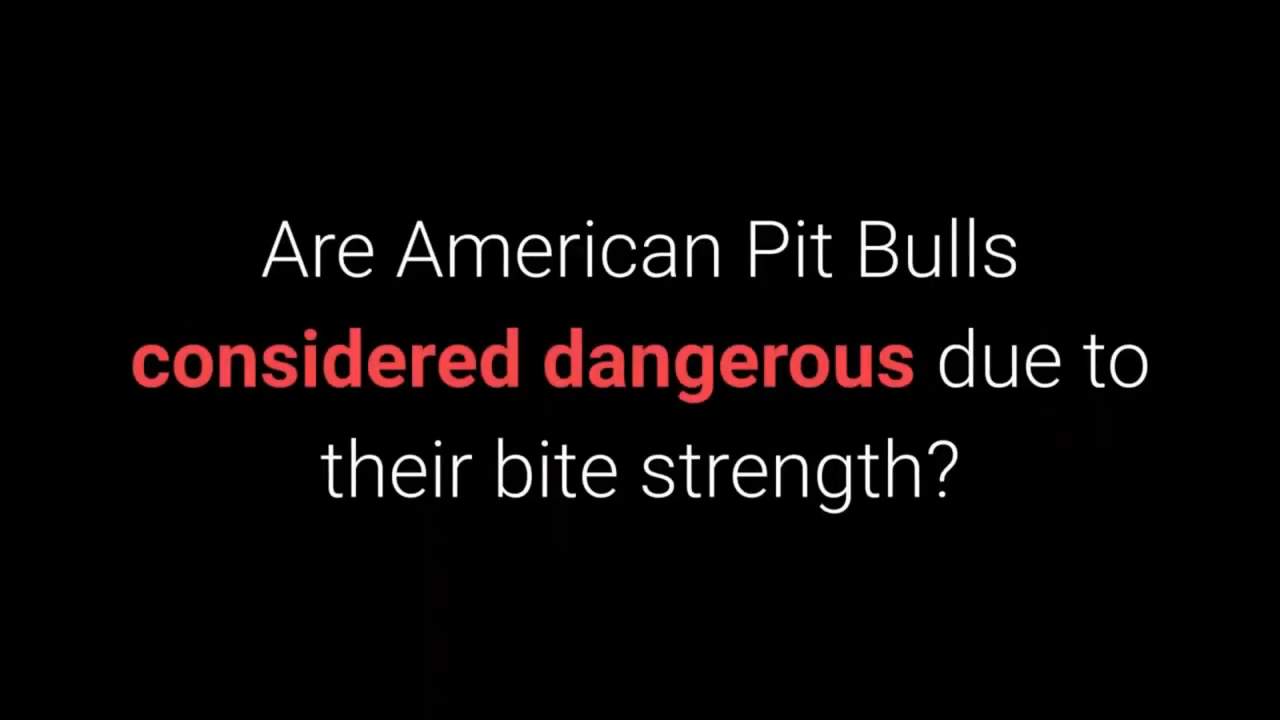 Are American Pit Bulls
considered dangerous due to
their bite strength?